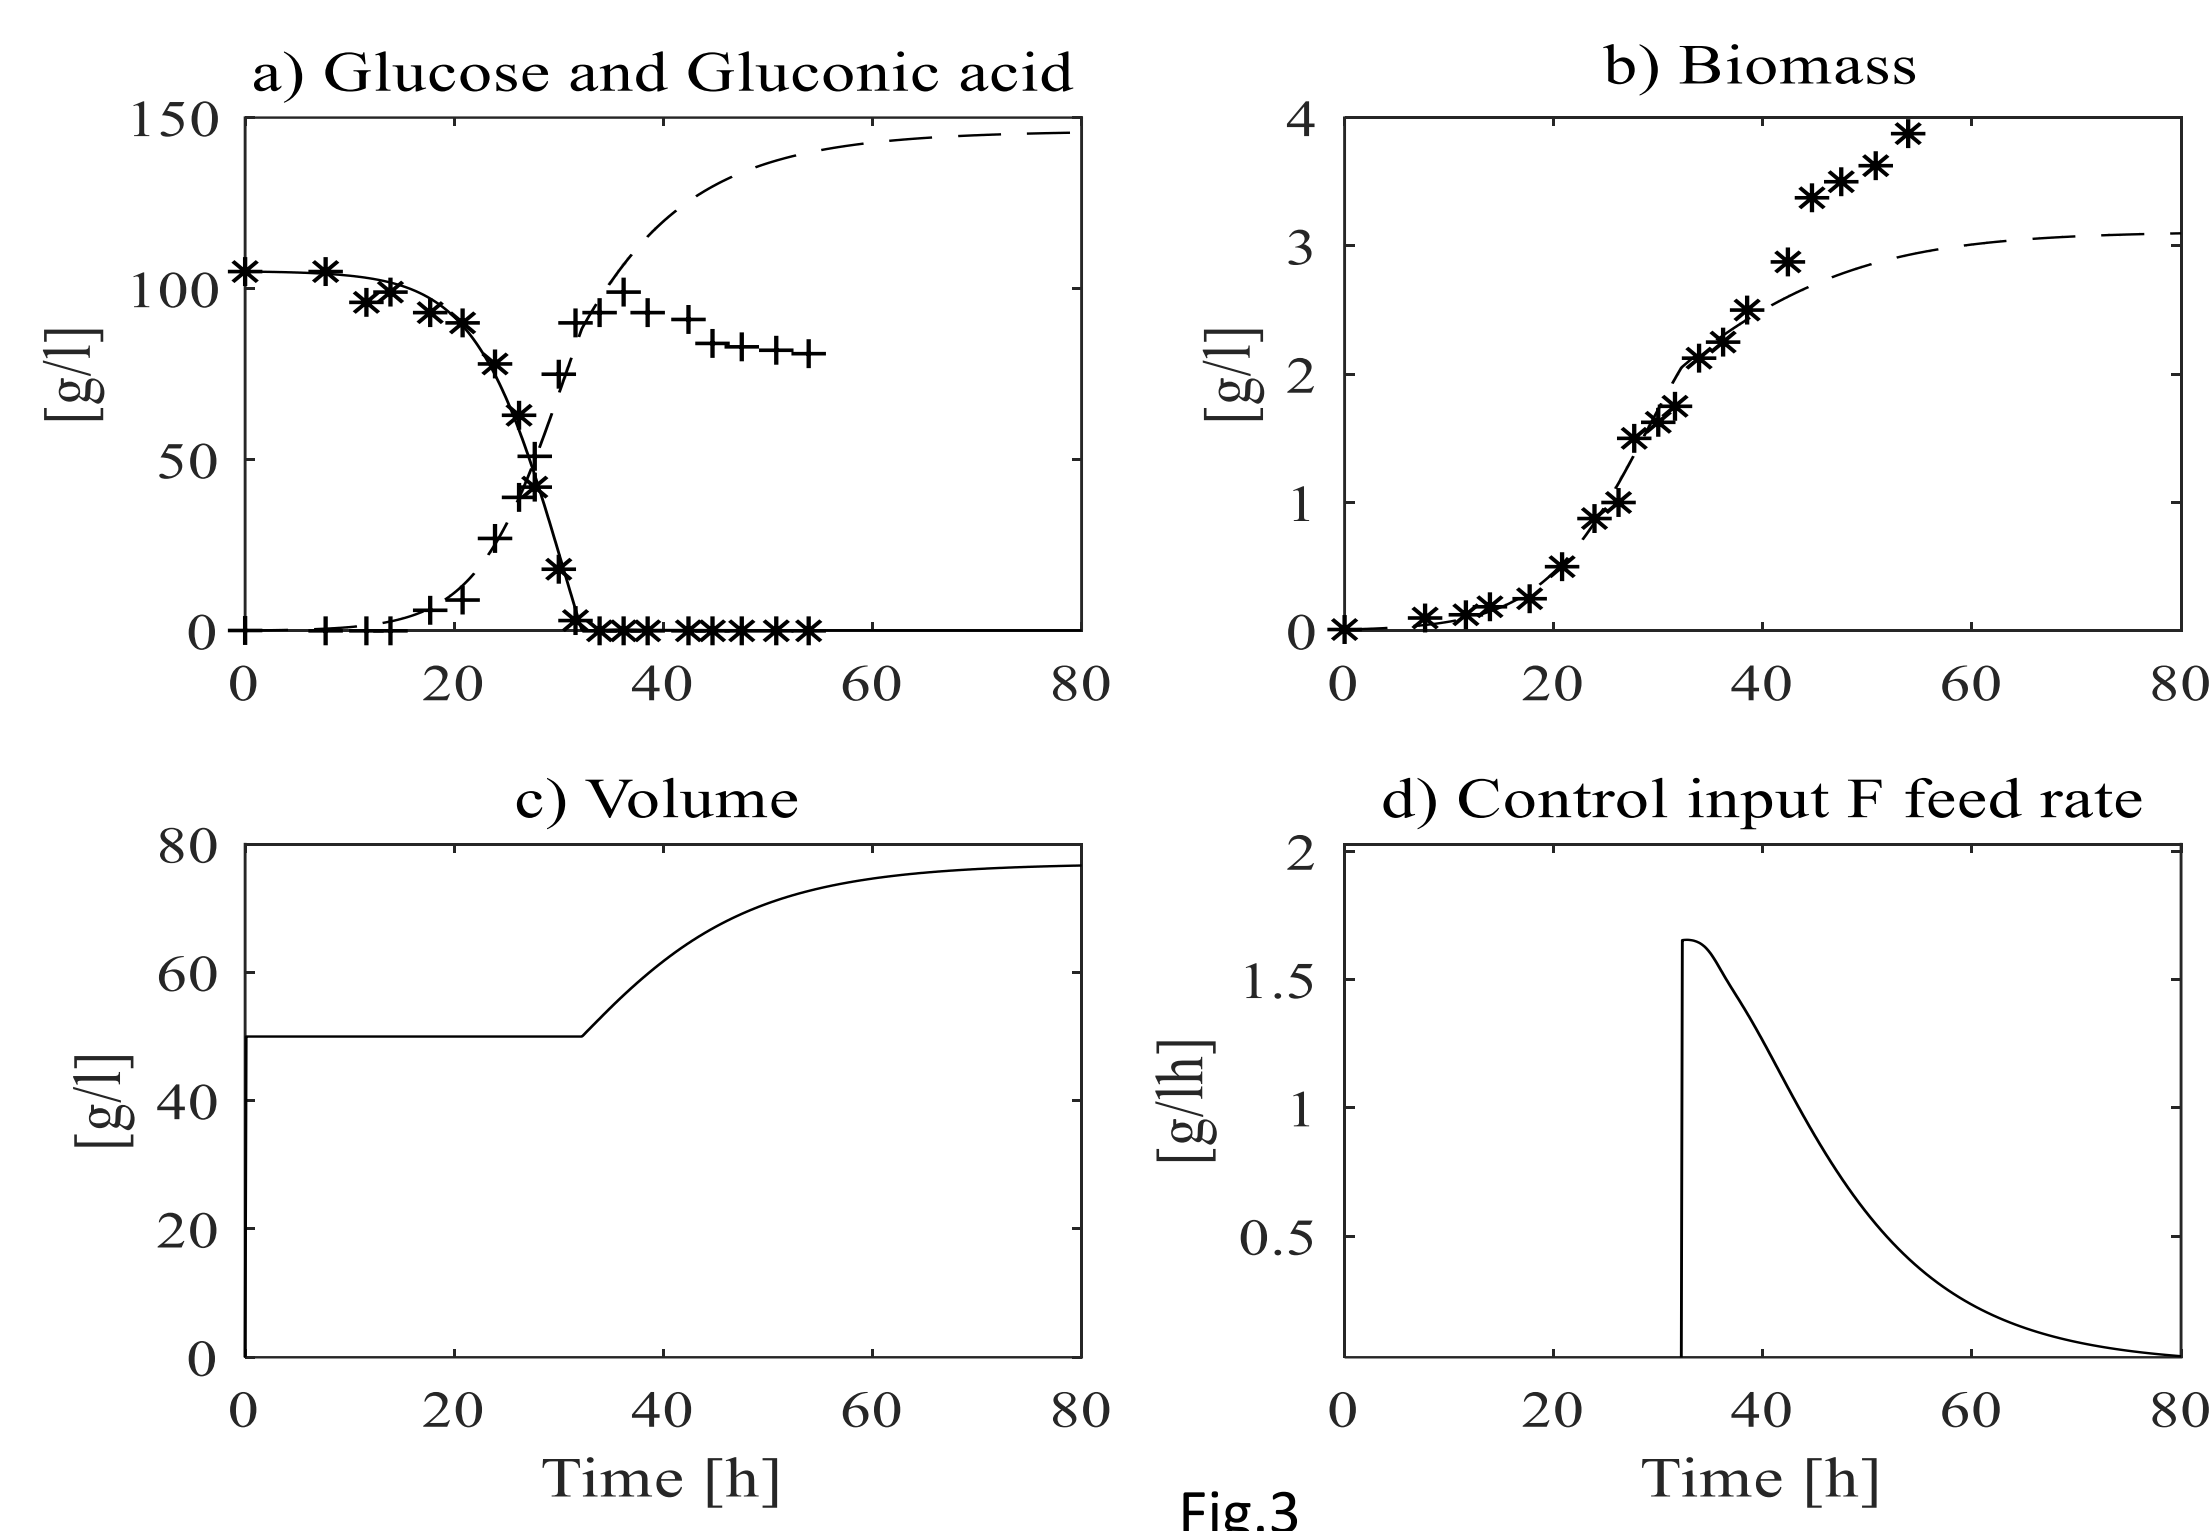 a) Glucose and Gluconic acid
150
100
50
0
[g/l]
0 20 40 60 80
b) Biomass
4
3
2
1
0
[g/l]
0 20 40 60 80
c) Volume
80
60
40
20
0
[g/l]
0 20 40 60 80
Time [h]
d) Control input F feed rate
2
1.5
1
0.5
[g/lh]
0 20 40 60 80
Time [h]
Fig.3